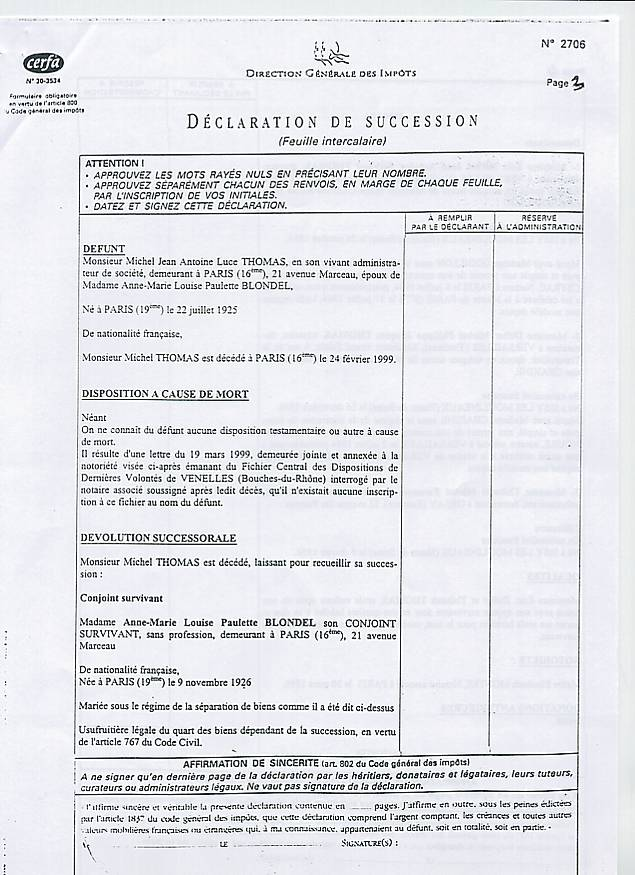 N° 2706
cerfa
N° 30-3534
DIRECTION GÉNÉRALE DES IMPÔTS
Page 3
Formulaire obligatoire
en vertu de l'article 800
u Code général des impôts
DÉCLARATION DE SUCCESSION
(Feuille intercalaire)
ATTENTION !
• APPROUVEZ LES MOTS RAYÉS NULS EN PRÉCISANT LEUR NOMBRE.
• APPROUVEZ SÉPARÉMENT CHACUN DES RENVOIS, EN MARGE DE CHAQUE FEUILLE,
PAR L'INSCRIPTION DE VOS INITIALES.
• DATEZ ET SIGNEZ CETTE DÉCLARATION.
À REMPLIR
PAR LE DÉCLARANT
RÉSERVÉ
À L'ADMINISTRATION
DEFUNT
Monsieur Michel Jean Antoine Luce THOMAS, en son vivant administra-
teur de société, demeurant à PARIS (16ème), 21 avenue Marceau, époux de
Madame Anne-Marie Louise Paulette BLONDEL,
Né à PARIS (19ème) le 22 juillet 1925
De nationalité française,
Monsieur Michel THOMAS est décédé à PARIS (16ème) le 24 février 1999.
DISPOSITION A CAUSE DE MORT
Néant
On ne connaît du défunt aucune disposition testamentaire ou autre à cause
de mort.
Il résulte d'une lettre du 19 mars 1999, demeurée jointe et annexée à la
notoriété visée ci-après émanant du Fichier Central des Dispositions de
Dernières Volontés de VENELLES (Bouches-du-Rhône) interrogé par le
notaire associé soussigné après ledit décès, qu'il n'existait aucune inscrip-
tion à ce fichier au nom du défunt.
DEVOLUTION SUCCESSORALE
Monsieur Michel THOMAS est décédé, laissant pour recueillir sa succes-
sion :
Conjoint survivant
Madame Anne-Marie Louise Paulette BLONDEL son CONJOINT
SURVIVANT, sans profession, demeurant à PARIS (16ème), 21 avenue
Marceau
De nationalité française,
Née à PARIS (19ème) le 9 novembre 1926
Mariée sous le régime de la séparation de biens comme il a été dit ci-dessus
Usufruitière légale du quart des biens dépendant de la succession, en vertu
de l'article 767 du Code Civil.
AFFIRMATION DE SINCERITE (art. 802 du Code général des impôts)
A ne signer qu'en dernière page de la déclaration par les héritiers, donataires et légataires, leurs tuteurs,
curateurs ou administrateurs légaux. Ne vaut pas signature de la déclaration.
J'affirme sincère et véritable la présente déclaration contenue en ...... pages. J'affirme en outre, sous les peines édictées
par l'article 1837 du code général des impôts, que cette déclaration comprend l'argent comptant, les créances et toutes autres
valeurs mobilières françaises ou étrangères qui, à ma connaissance, appartenaient au défunt, soit en totalité, soit en partie.
LE
SIGNATURE(S) :